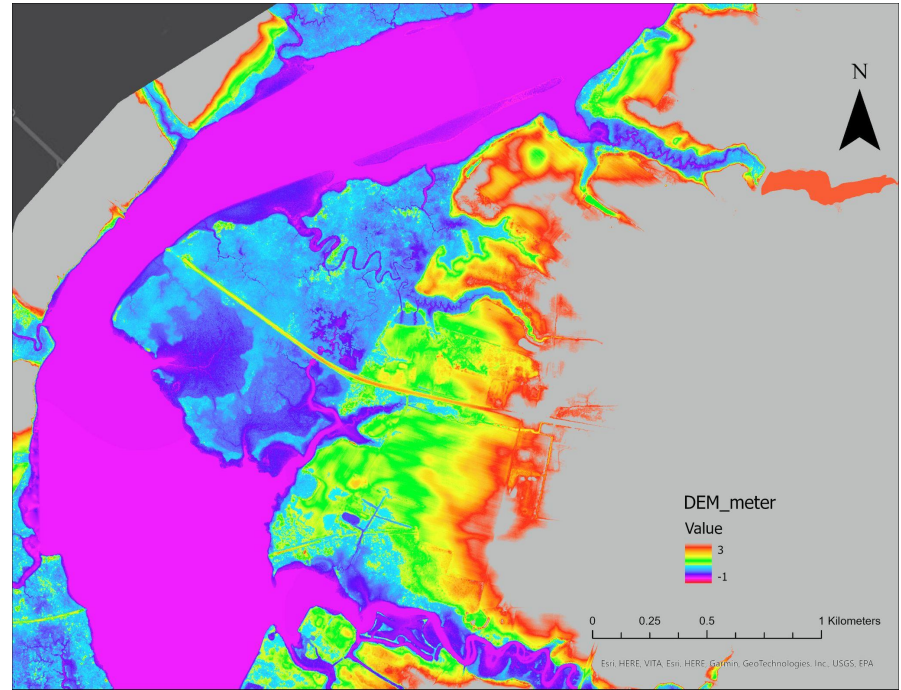 N
DEM_meter
Value
3
-1
0 0.25 0.5 1 Kilometers
Esri, HERE, VITA, Esri, HERE, Garmin, GeoTechnologies, Inc., USGS, EPA